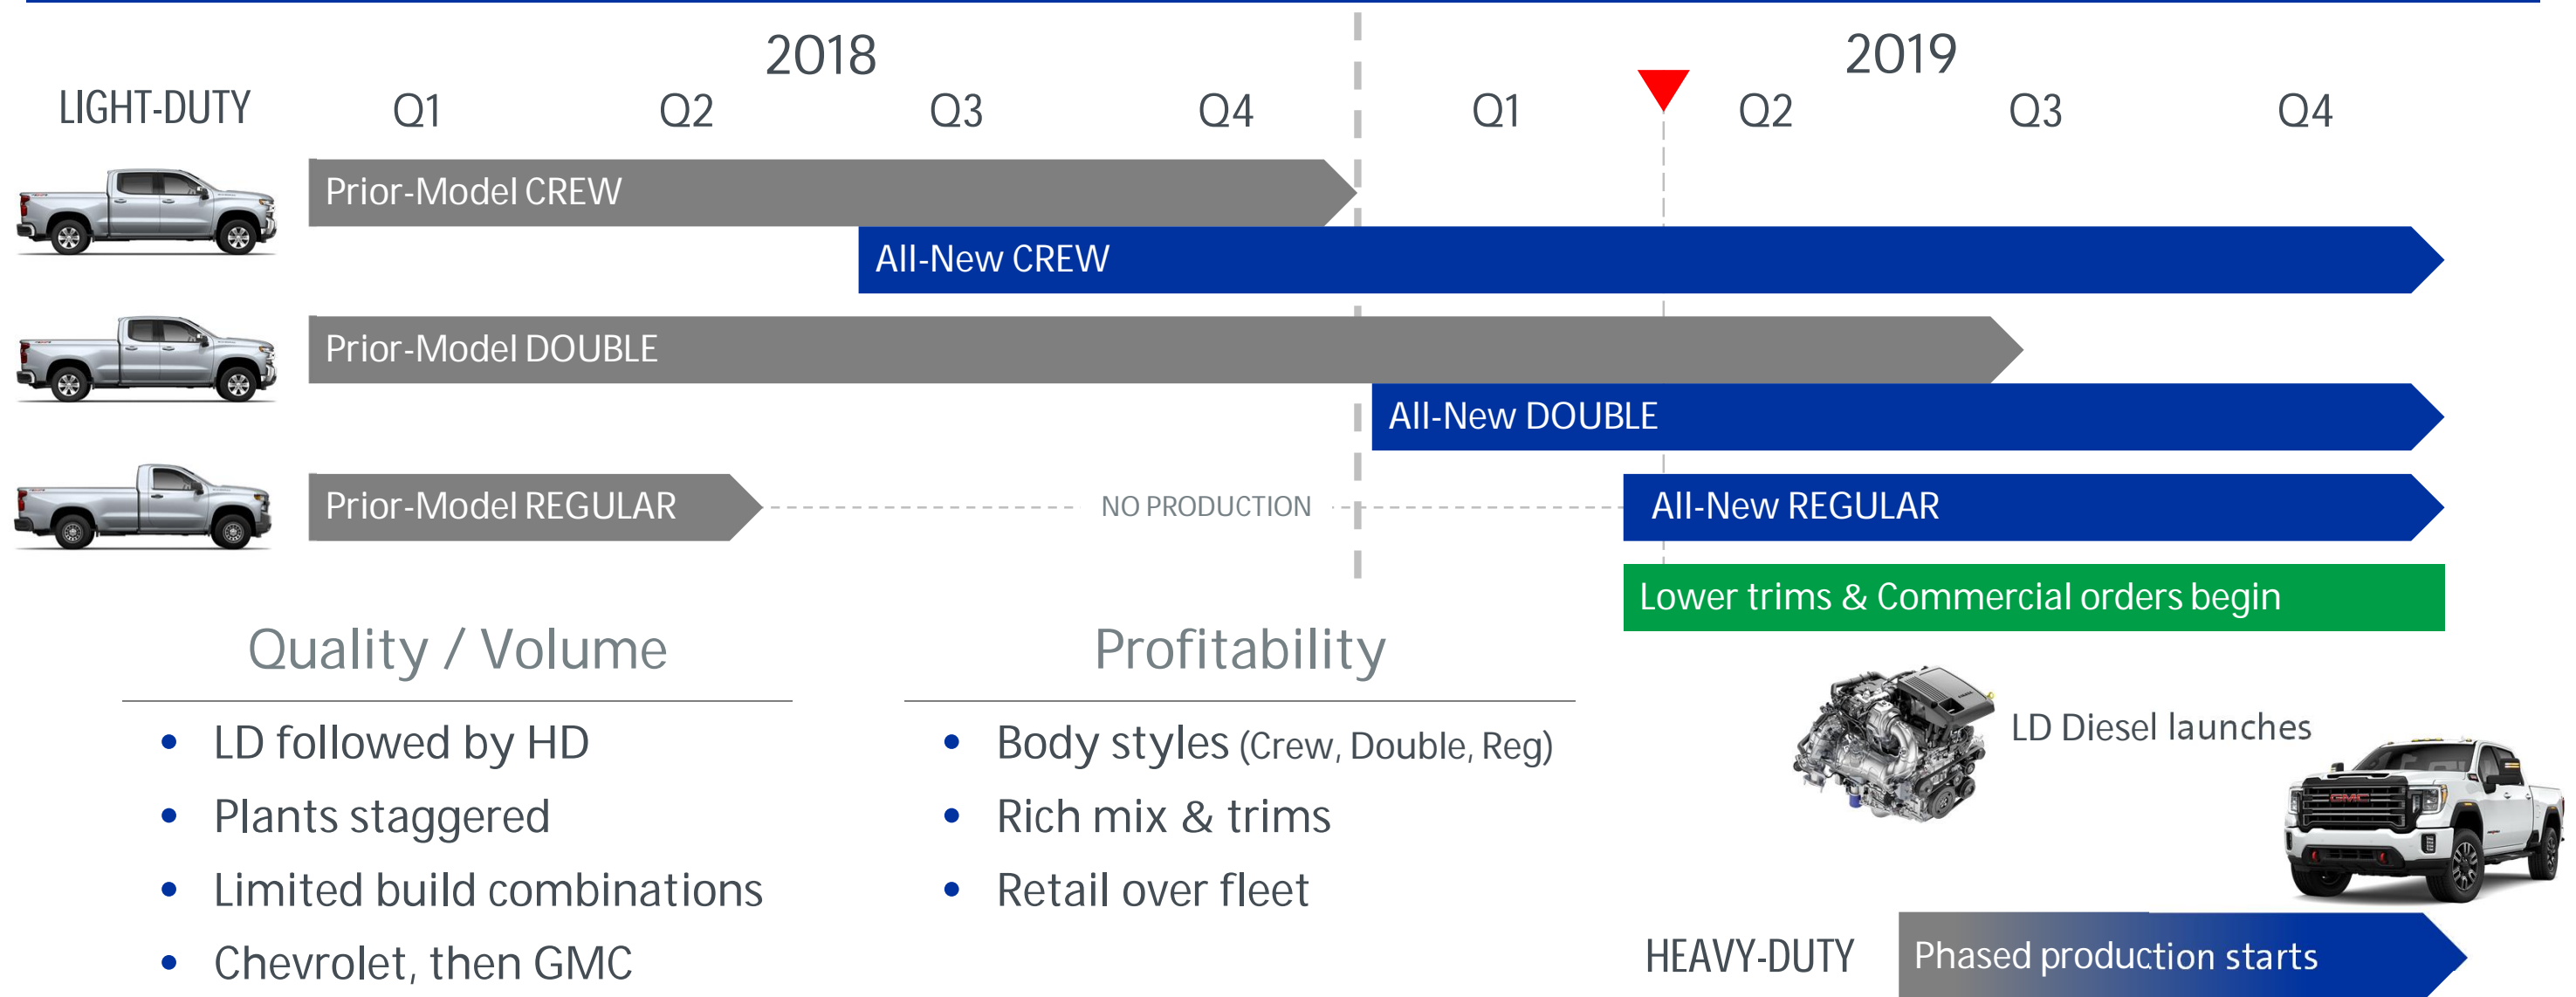 2018
2019
LIGHT-DUTY
Q1
Q2
Q3
Q4
Q1
Q2
Q3
Q4
Prior-Model CREW
All-New CREW
Prior-Model DOUBLE
All-New DOUBLE
Prior-Model REGULAR
NO PRODUCTION
All-New REGULAR
Lower trims & Commercial orders begin
Quality / Volume
• LD followed by HD
• Plants staggered
• Limited build combinations
• Chevrolet, then GMC
Profitability
• Body styles (Crew, Double, Reg)
• Rich mix & trims
• Retail over fleet
LD Diesel launches
GMC
HEAVY-DUTY
Phased production starts